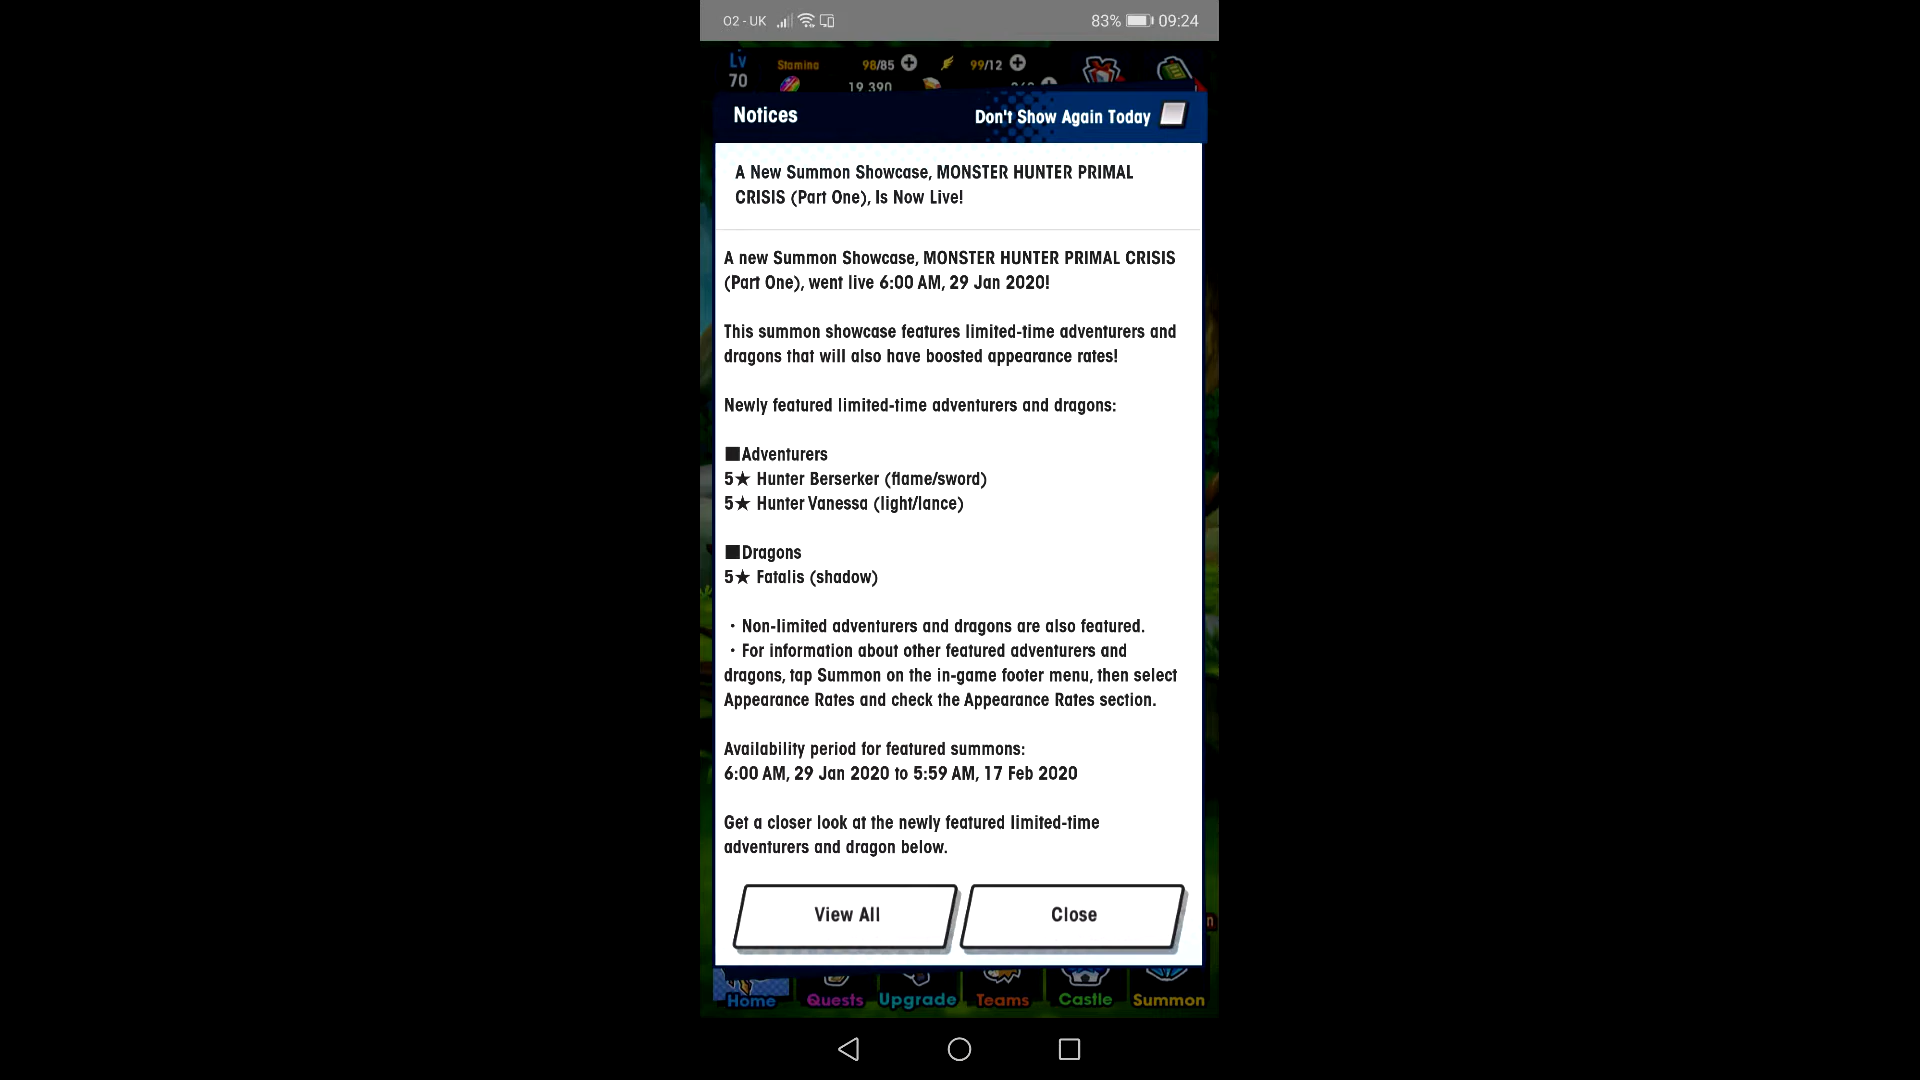 O2 - UK 83% 09:24
Lv Stamina 98/85 99/12
70 19,390
Notices Don't Show Again Today
A New Summon Showcase, MONSTER HUNTER PRIMAL
CRISIS (Part One), Is Now Live!
A new Summon Showcase, MONSTER HUNTER PRIMAL CRISIS
(Part One), went live 6:00 AM, 29 Jan 2020!
This summon showcase features limited-time adventurers and
dragons that will also have boosted appearance rates!
Newly featured limited-time adventurers and dragons:
■Adventurers
5★ Hunter Berserker (flame/sword)
5★ Hunter Vanessa (light/lance)
■Dragons
5★ Fatalis (shadow)
・Non-limited adventurers and dragons are also featured.
・For information about other featured adventurers and
dragons, tap Summon on the in-game footer menu, then select
Appearance Rates and check the Appearance Rates section.
Availability period for featured summons:
6:00 AM, 29 Jan 2020 to 5:59 AM, 17 Feb 2020
Get a closer look at the newly featured limited-time
adventurers and dragon below.
View All Close
Home Quests Upgrade Teams Castle Summon